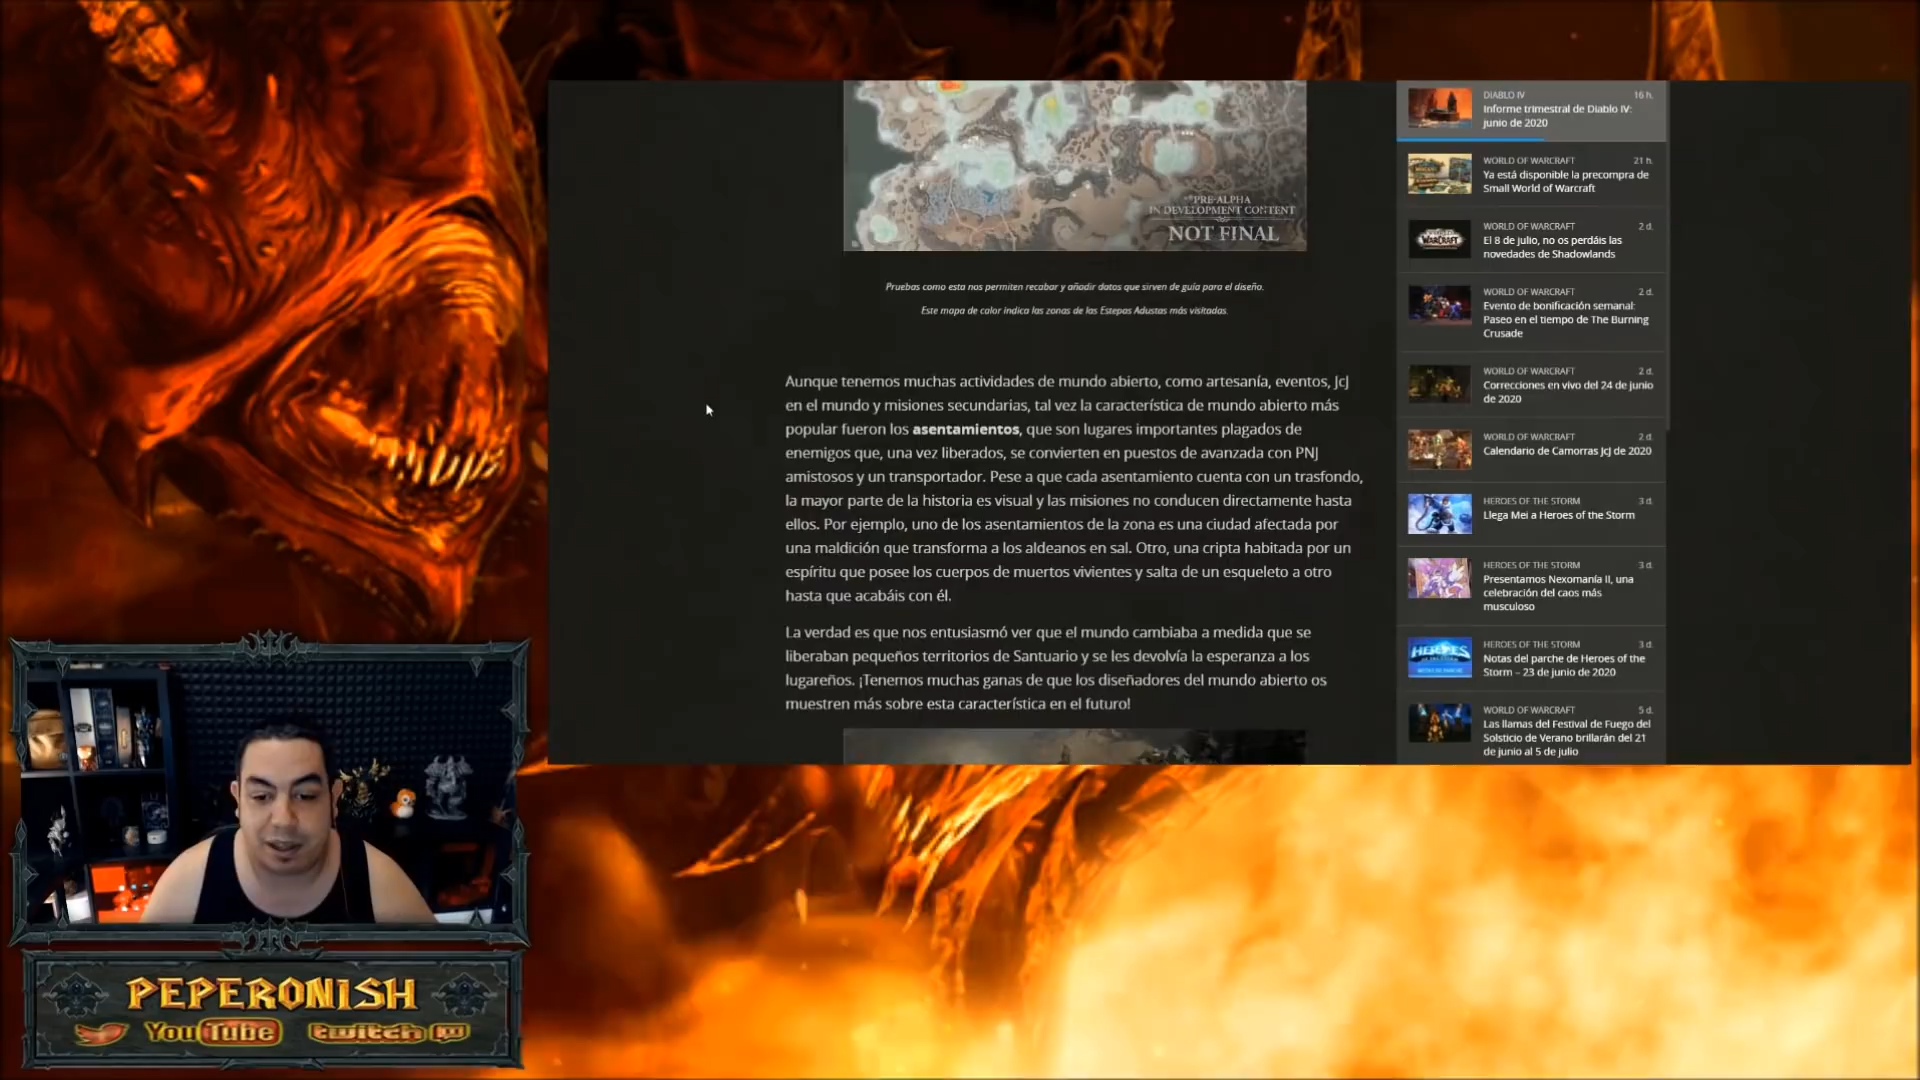 PRE-ALPHA
IN DEVELOPMENT CONTENT
NOT FINAL
Pruebas como esta nos permiten recabar y añadir datos que sirven de guía para el diseño.
Este mapa de calor indica las zonas de las Estepas Adustas más visitadas.
Aunque tenemos muchas actividades de mundo abierto, como artesanía, eventos, JcJ
en el mundo y misiones secundarias, tal vez la característica de mundo abierto más
popular fueron los asentamientos, que son lugares importantes plagados de
enemigos que, una vez liberados, se convierten en puestos de avanzada con PNJ
amistosos y un transportador. Pese a que cada asentamiento cuenta con un trasfondo,
la mayor parte de la historia es visual y las misiones no conducen directamente hasta
ellos. Por ejemplo, uno de los asentamientos de la zona es una ciudad afectada por
una maldición que transforma a los aldeanos en sal. Otro, una cripta habitada por un
espíritu que posee los cuerpos de muertos vivientes y salta de un esqueleto a otro
hasta que acabáis con él.
La verdad es que nos entusiasmó ver que el mundo cambiaba a medida que se
liberaban pequeños territorios de Santuario y se les devolvía la esperanza a los
lugareños. ¡Tenemos muchas ganas de que los diseñadores del mundo abierto os
muestren más sobre esta característica en el futuro!
DIABLO IV 16 h.
Informe trimestral de Diablo IV:
junio de 2020
WORLD OF WARCRAFT 21 h.
Ya está disponible la precompra de
Small World of Warcraft
WARCRAFT
WORLD OF WARCRAFT 2 d.
El 8 de julio, no os perdáis las
novedades de Shadowlands
WORLD OF WARCRAFT 2 d.
Evento de bonificación semanal:
Paseo en el tiempo de The Burning
Crusade
WORLD OF WARCRAFT 2 d.
Correcciones en vivo del 24 de junio
de 2020
WORLD OF WARCRAFT 2 d.
Calendario de Camorras JcJ de 2020
HEROES OF THE STORM 3 d.
Llega Mei a Heroes of the Storm
HEROES OF THE STORM 3 d.
Presentamos Nexomanía II, una
celebración del caos más
musculoso
HEROES
HEROES OF THE STORM 3 d.
Notas del parche de Heroes of the
Storm – 23 de junio de 2020
WORLD OF WARCRAFT 5 d.
Las llamas del Festival de Fuego del
Solsticio de Verano brillarán del 21
de junio al 5 de julio
PEPERONISH
YouTube twitch